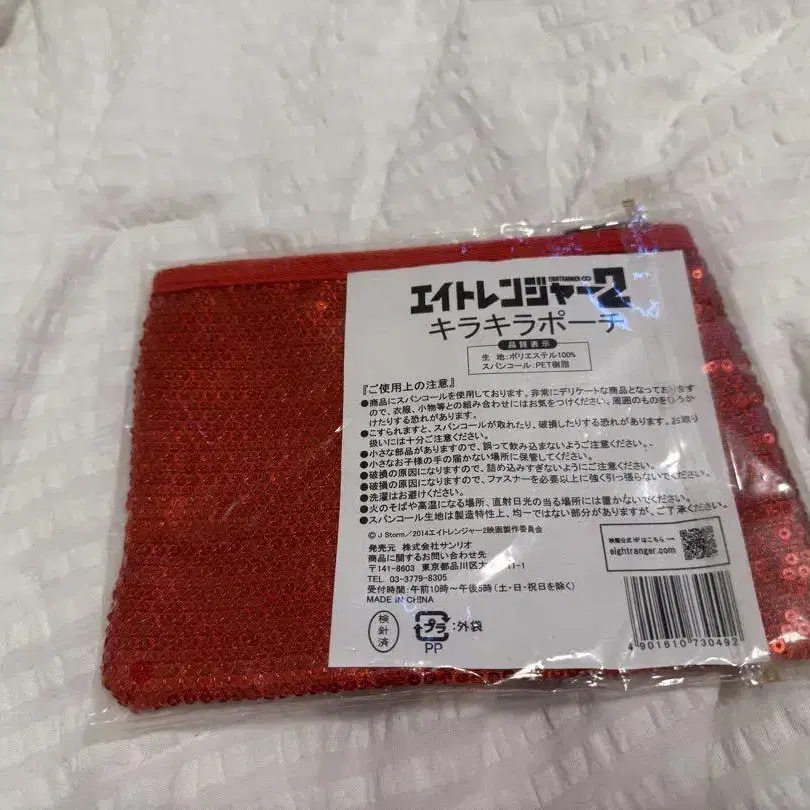 エイトレンジャー2
キラキラポーチ
品質表示
生 地:ポリエステル100%
スパンコール:PET樹脂
『ご使用上の注意』
●商品にスパンコールを使用しております。非常にデリケートな商品となっております
ので、衣服、小物等との組み合わせにはお気をつけください。周囲のものをひっか
けたりする恐れがあります。
●こすられますと、スパンコールが取れたり、破損したりする恐れがあります。お取り
扱いには十分ご注意ください。
●小さな部品がありますので、誤って飲み込まないようご注意ください。
●小さなお子様の手の届かない場所に保管してください。
●破損の原因になりますので、詰め込みすぎないようにご注意ください。
●破損の原因になりますので、ファスナーを必要以上に強く引っ張らないでください。
●洗濯はお避けください。
●火のそばや高温になる場所、直射日光の当る場所には置かないでください。
●スパンコール生地は製造特性上、均一ではない部分がありますが、ご了承ください。
©J Storm/2014エイトレンジャー2映画製作委員会
発売元 株式会社サンリオ
商品に関するお問い合わせ先
〒141-8603 東京都品川区大 1-11-1
TEL 03-3779-8305
受付時間:午前10時~午後5時(土・日・祝日を除く)
MADE IN CHINA
映画公式HPはこちら
eightranger.com
検針済
プラ :外袋
PP
4 901610 730492